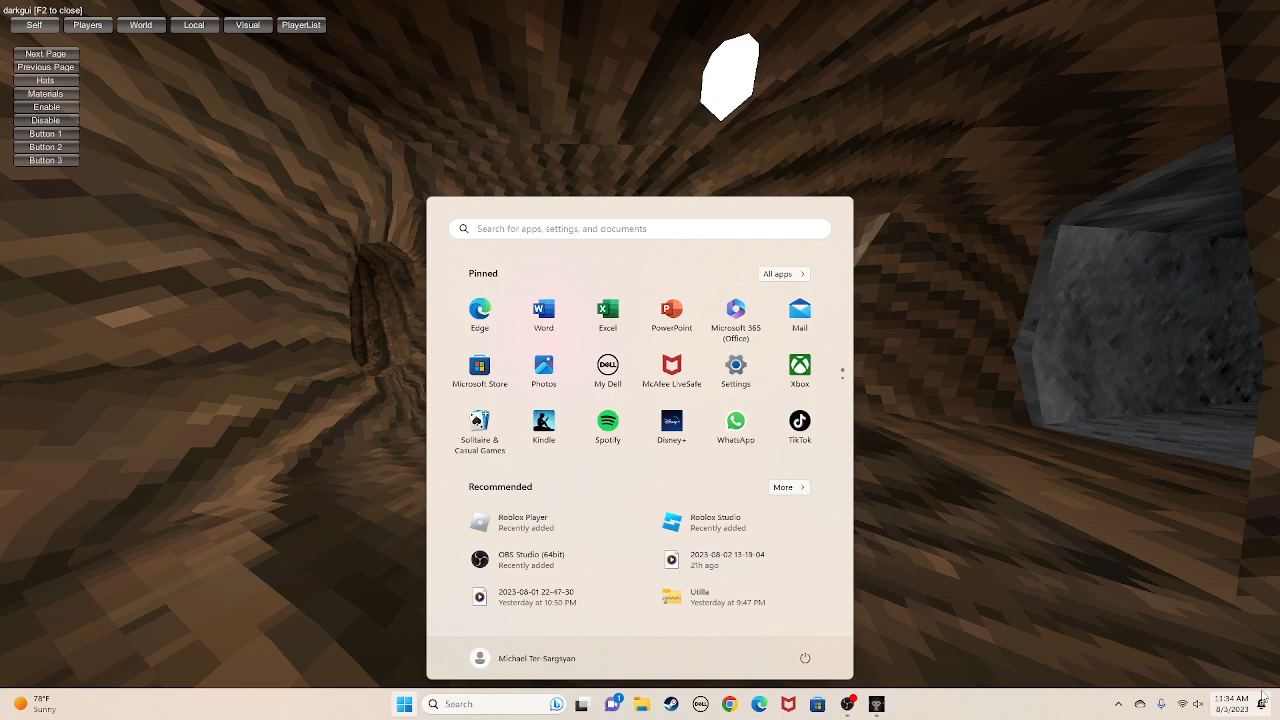 darkgui [F2 to close]
Self Players World Local Visual PlayerList
Next Page
Previous Page
Hats
Materials
Enable
Disable
Button 1
Button 2
Button 3
Search for apps, settings, and documents
Pinned All apps
Edge Word Excel PowerPoint Microsoft 365 (Office) Mail
Microsoft Store Photos My Dell McAfee LiveSafe Settings Xbox
Solitaire & Casual Games Kindle Spotify Disney+ WhatsApp TikTok
Recommended More
Roblox Player
Recently added
Roblox Studio
Recently added
OBS Studio (64bit)
Recently added
2023-08-02 13-19-04
21h ago
2023-08-01 22-47-30
Yesterday at 10:50 PM
Utilla
Yesterday at 9:47 PM
Michael Ter-Sargsyan
78°F
Sunny
Search
1
11:34 AM
8/3/2023